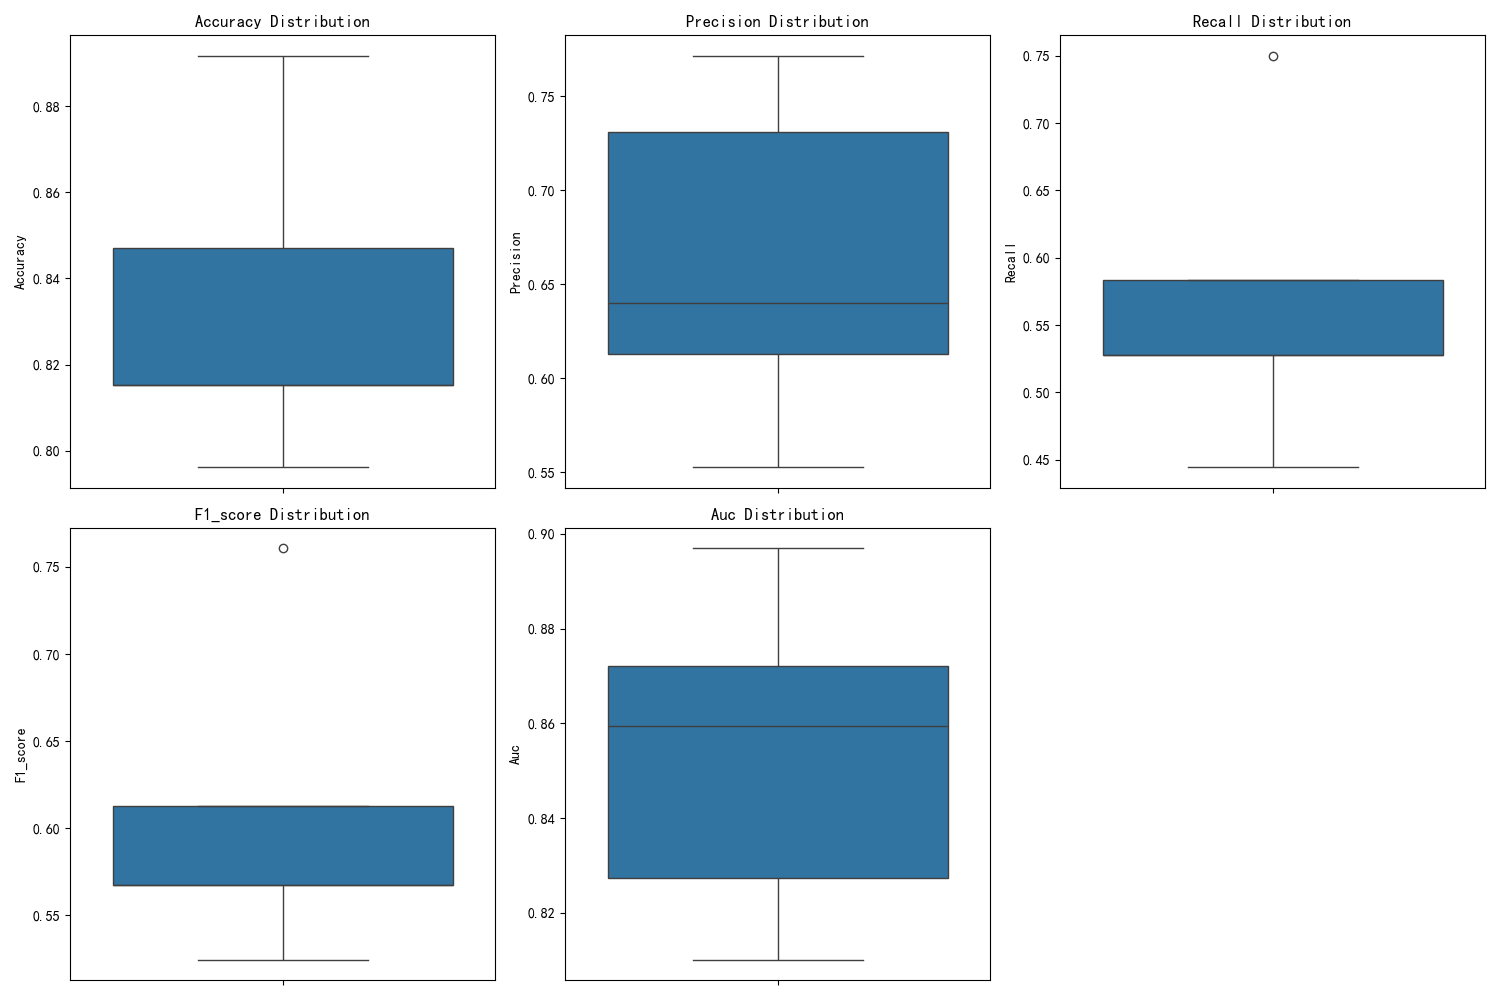 Accuracy Distribution
Accuracy
0.88
0.86
0.84
0.82
0.80
Precision Distribution
Precision
0.75
0.70
0.65
0.60
0.55
Recall Distribution
Recall
0.75
0.70
0.65
0.60
0.55
0.50
0.45
F1_score Distribution
F1_score
0.75
0.70
0.65
0.60
0.55
Auc Distribution
Auc
0.90
0.88
0.86
0.84
0.82